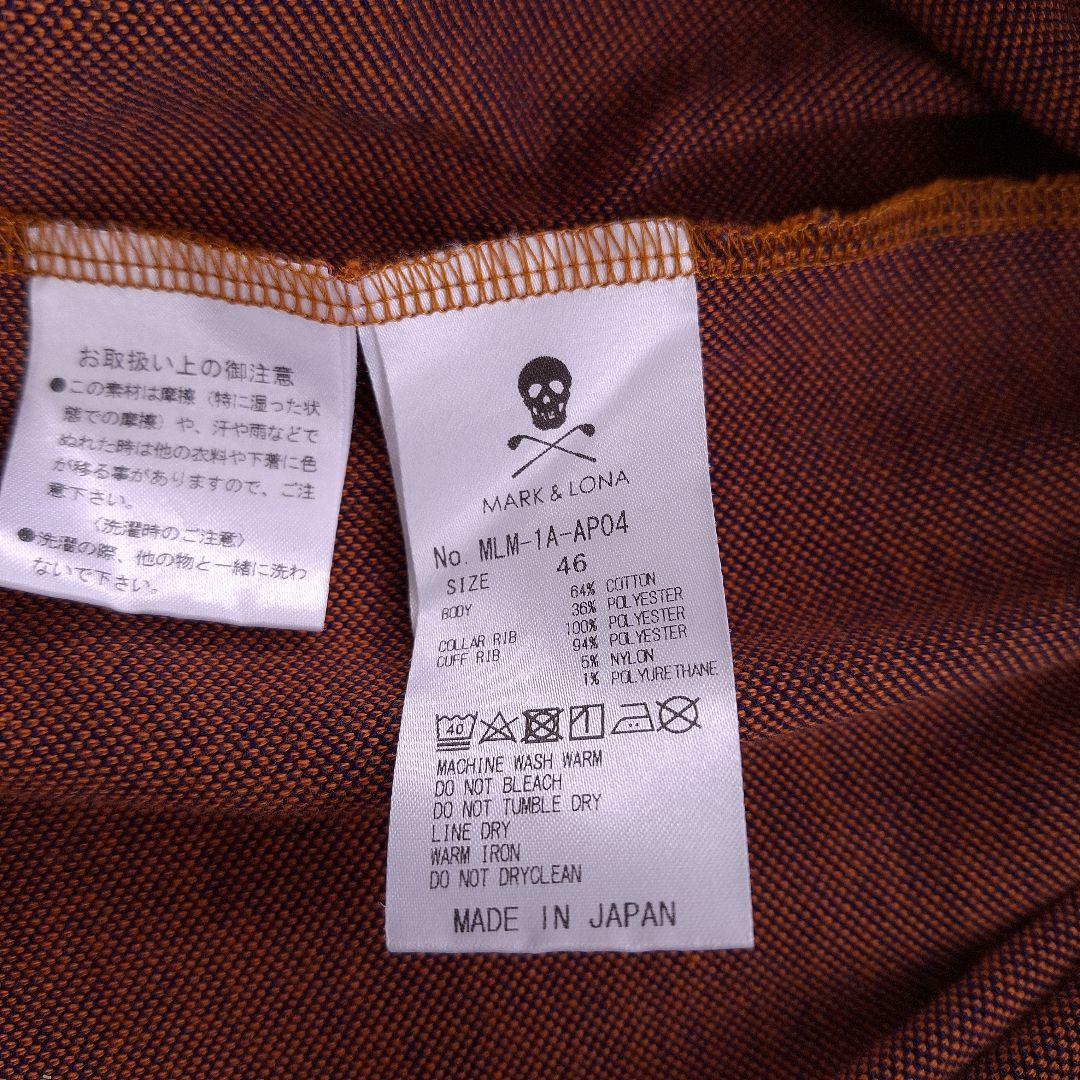 お取扱い上の御注意
●この素材は摩擦（特に湿った状
態での摩擦）や、汗や雨などで
ぬれた時は他の衣料や下着に色
が移る事がありますので、ご注
意下さい。
〈洗濯時のご注意〉
●洗濯の際、他の物と一緒に洗わ
ないで下さい。
MARK & LONA
No. MLM-1A-AP04
SIZE 46
BODY 64% COTTON
36% POLYESTER
COLLAR RIB 100% POLYESTER
CUFF RIB 94% POLYESTER
5% NYLON
1% POLYURETHANE
40
MACHINE WASH WARM
DO NOT BLEACH
DO NOT TUMBLE DRY
LINE DRY
WARM IRON
DO NOT DRYCLEAN
MADE IN JAPAN